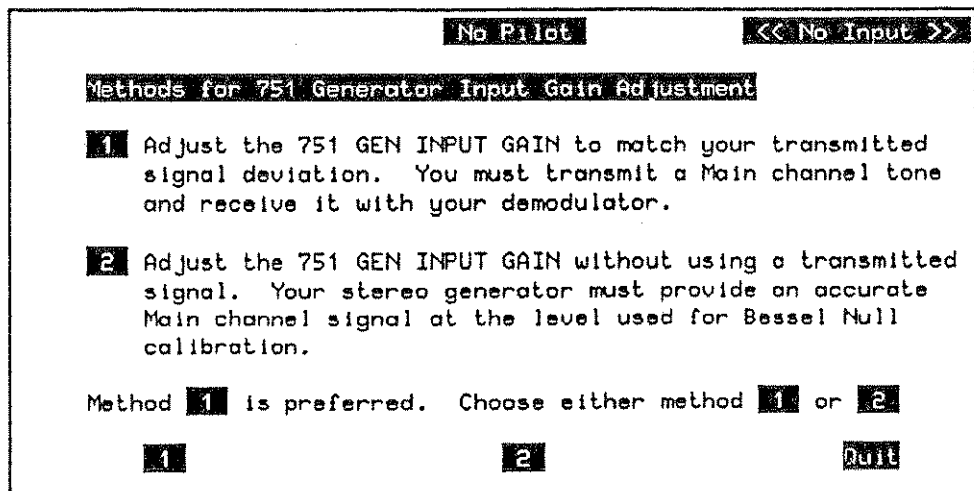 No Pilot << No Input >>
Methods for 751 Generator Input Gain Adjustment
1 Adjust the 751 GEN INPUT GAIN to match your transmitted
signal deviation. You must transmit a Main channel tone
and receive it with your demodulator.
2 Adjust the 751 GEN INPUT GAIN without using a transmitted
signal. Your stereo generator must provide an accurate
Main channel signal at the level used for Bessel Null
calibration.
Method 1 is preferred. Choose either method 1 or 2
1 2 Quit